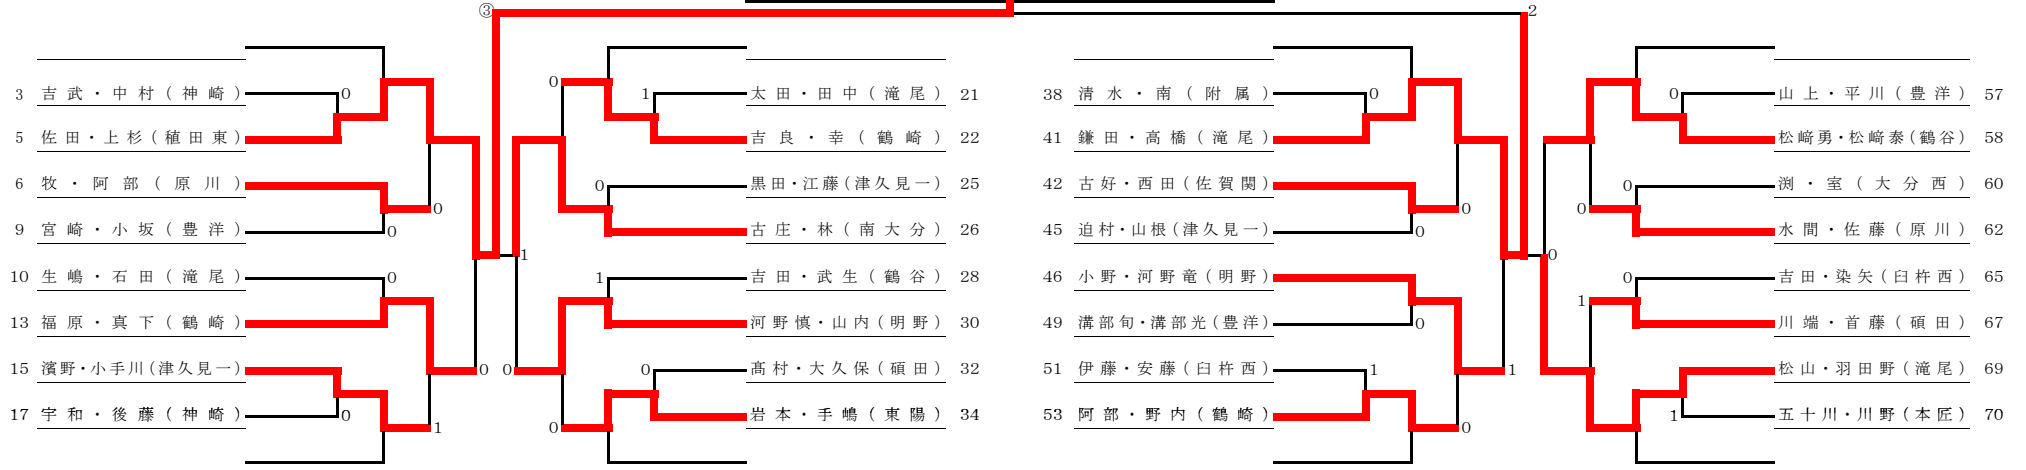 ③ 2
3 吉武・中村(神崎) 0
5 佐田・上杉(稙田東)
6 牧・阿部(原川) 0
9 宮崎・小坂(豊洋) 0
10 生嶋・石田(滝尾) 0
13 福原・真下(鶴崎)
15 濱野・小手川(津久見一) 0
17 宇和・後藤(神崎) 0 1
0 1 太田・田中(滝尾) 21
吉良・幸(鶴崎) 22
0 黒田・江藤(津久見一) 25
古庄・林(南大分) 26
1
1 吉田・武生(鶴谷) 28
河野慎・山内(明野) 30
0 0 髙村・大久保(碩田) 32
0 岩本・手嶋(東陽) 34
38 清水・南(附属) 0
41 鎌田・高橋(滝尾)
42 古好・西田(佐賀関) 0
45 迫村・山根(津久見一) 0
46 小野・河野竜(明野)
49 溝部旬・溝部光(豊洋) 0
51 伊藤・安藤(臼杵西) 1 1
53 阿部・野内(鶴崎) 0
0 山上・平川(豊洋) 57
松﨑勇・松﨑泰(鶴谷) 58
0 渕・室(大分西) 60
0 水間・佐藤(原川) 62
0
0 吉田・染矢(臼杵西) 65
1 川端・首藤(碩田) 67
松山・羽田野(滝尾) 69
1 五十川・川野(本匠) 70